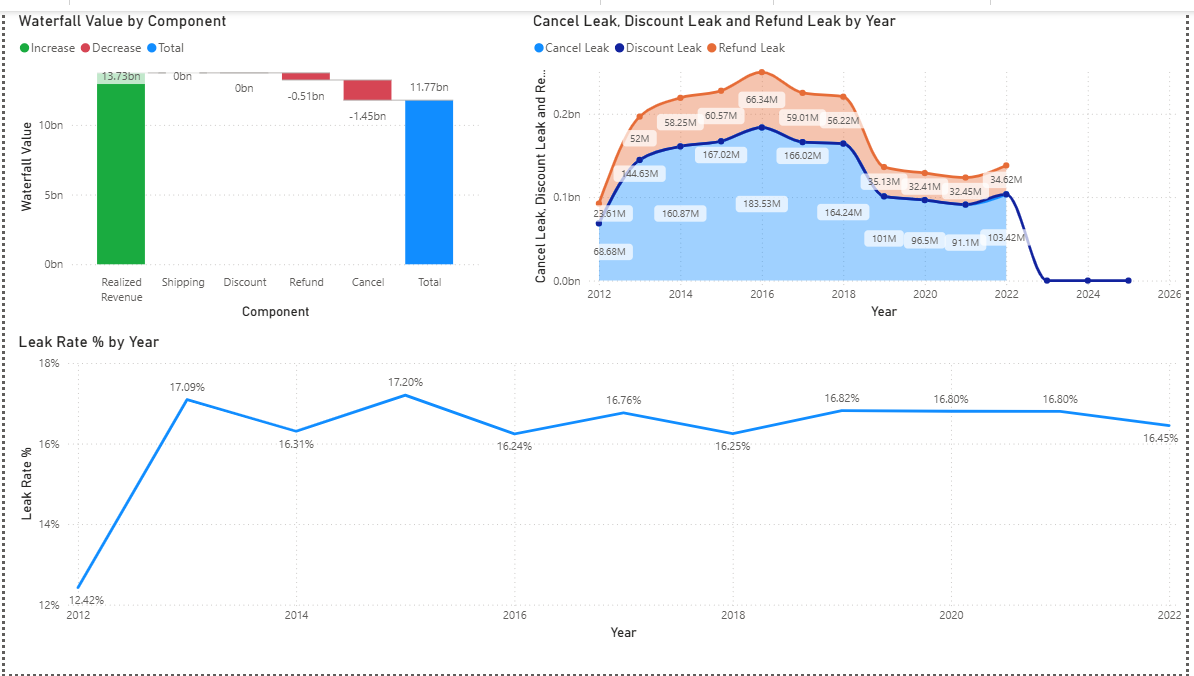 Waterfall Value by Component
Increase Decrease Total
Waterfall Value
10bn
5bn
0bn
13.73bn
0bn
0bn
-0.51bn
-1.45bn
11.77bn
Realized Revenue
Shipping
Discount
Refund
Cancel
Total
Component
Cancel Leak, Discount Leak and Refund Leak by Year
Cancel Leak Discount Leak Refund Leak
Cancel Leak, Discount Leak and Re...
0.2bn
0.1bn
0.0bn
23.61M
52M
58.25M
60.57M
66.34M
59.01M
56.22M
35.13M
32.41M
32.45M
34.62M
68.68M
144.63M
160.87M
167.02M
183.53M
166.02M
164.24M
101M
96.5M
91.1M
103.42M
2012 2014 2016 2018 2020 2022 2024 2026
Year
Leak Rate % by Year
Leak Rate %
18%
16%
14%
12%
12.42%
17.09%
16.31%
17.20%
16.24%
16.76%
16.25%
16.82%
16.80%
16.80%
16.45%
2012 2014 2016 2018 2020 2022
Year